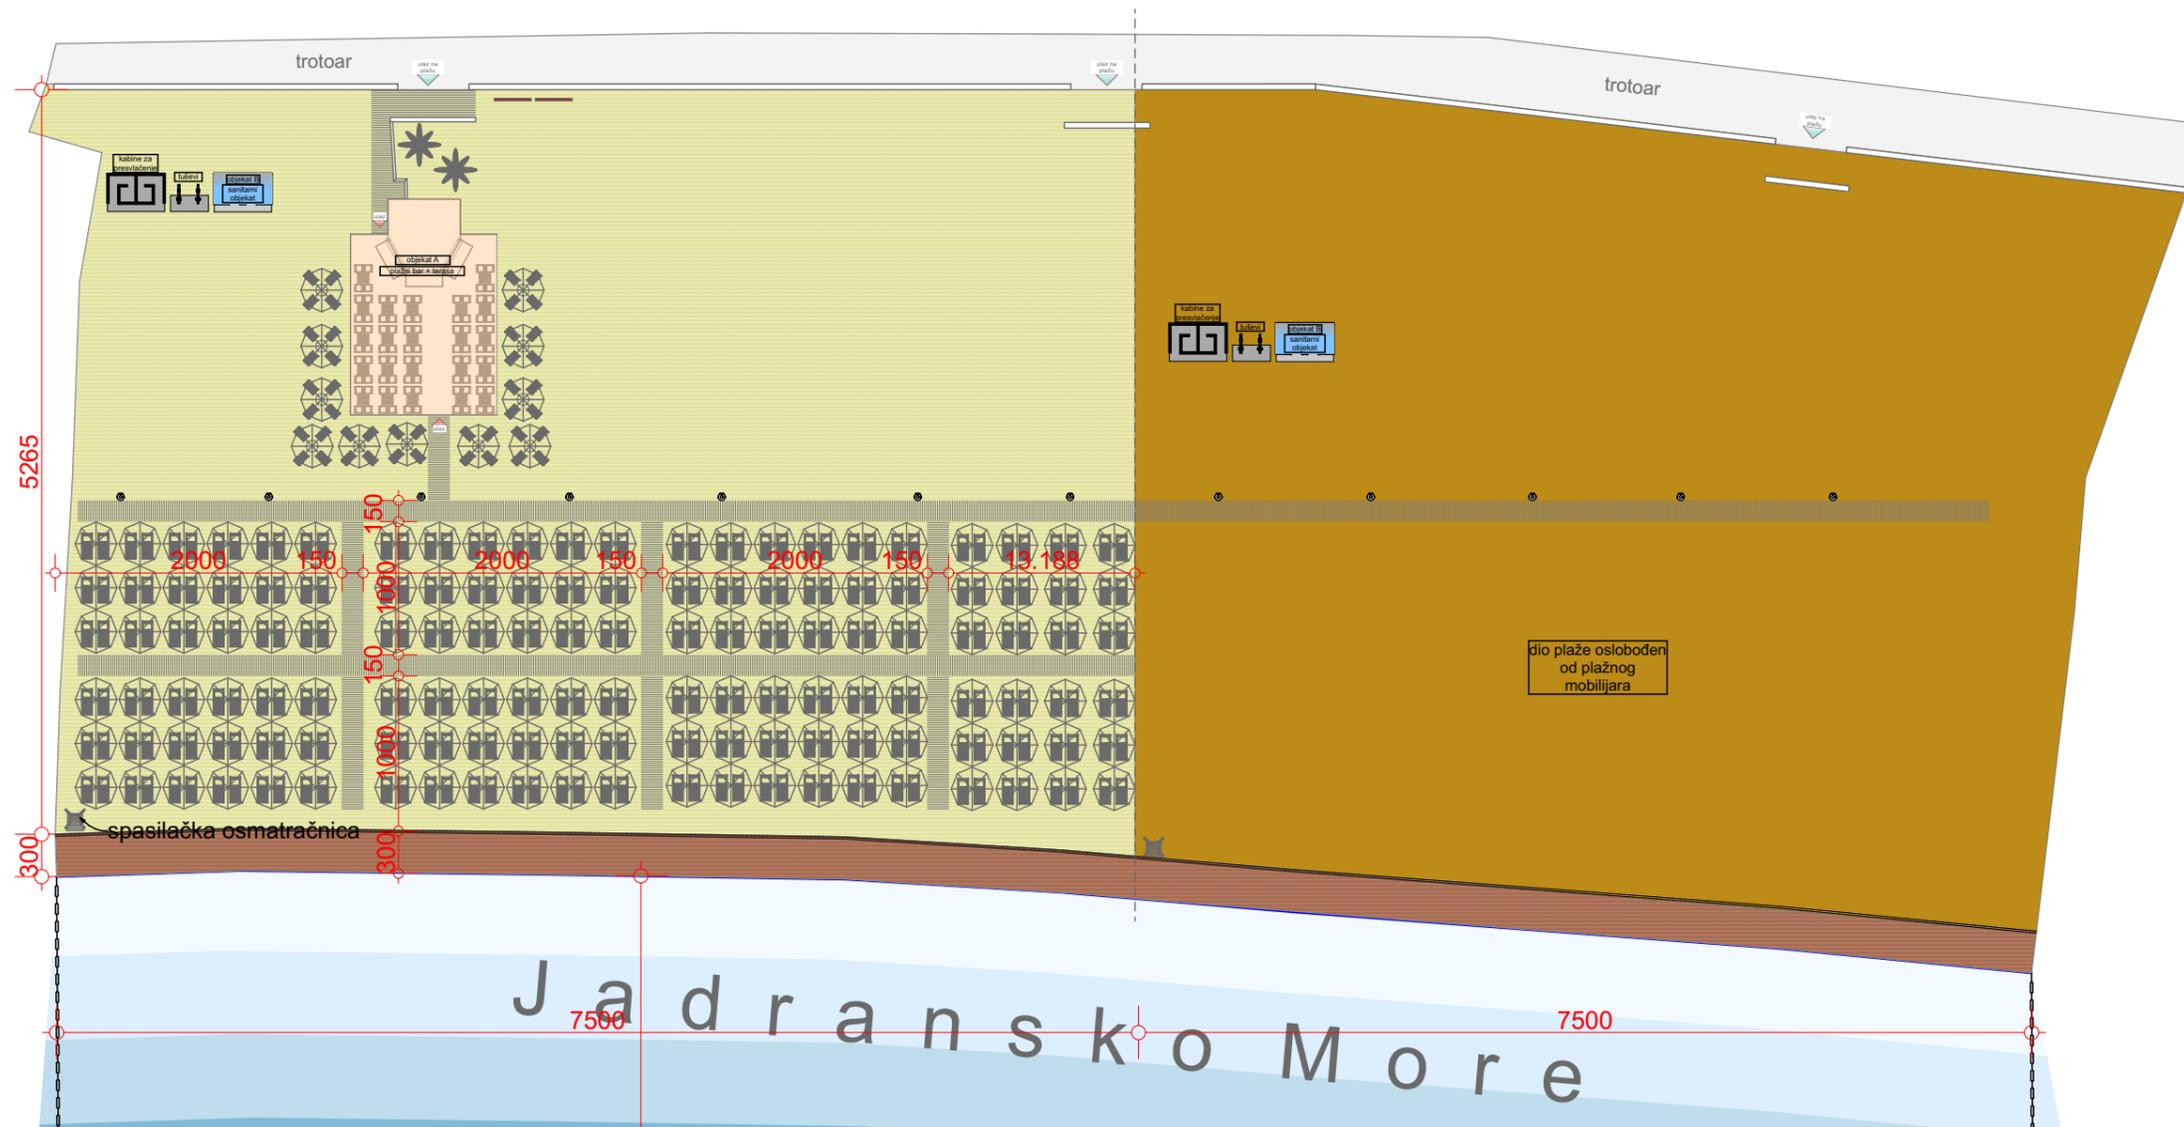 trotoar
ulaz na
plažu
ulaz na
plažu
trotoar
ulaz na
plažu
kabine za
presvlačenje
tuševi
objekat B
sanitarni
objekat
ulaz
objekat A
plažni bar + terasa
ulaz
kabine za
presvlačenje
tuševi
objekat B
sanitarni
objekat
5265
150
2000
150
2000
150
2000
150
13.188
1000
150
1000
dio plaže oslobođen
od plažnog
mobilijara
spasilačka osmatračnica
300
300
Jadransko More
7500
7500